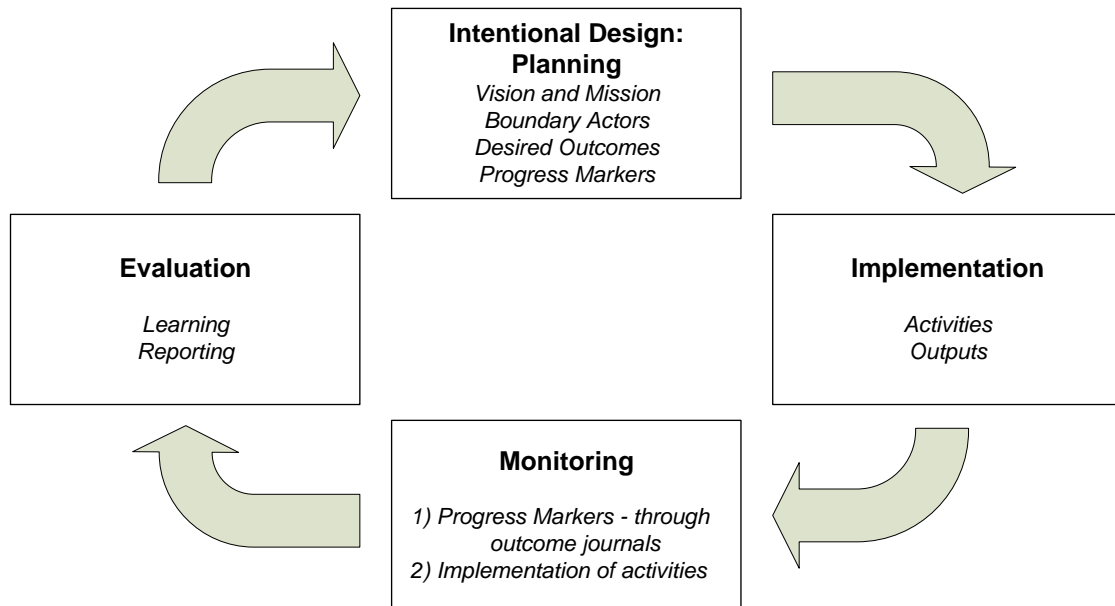 Intentional Design:
Planning
Vision and Mission
Boundary Actors
Desired Outcomes
Progress Markers
Evaluation
Learning
Reporting
Implementation
Activities
Outputs
Monitoring
1) Progress Markers - through
outcome journals
2) Implementation of activities